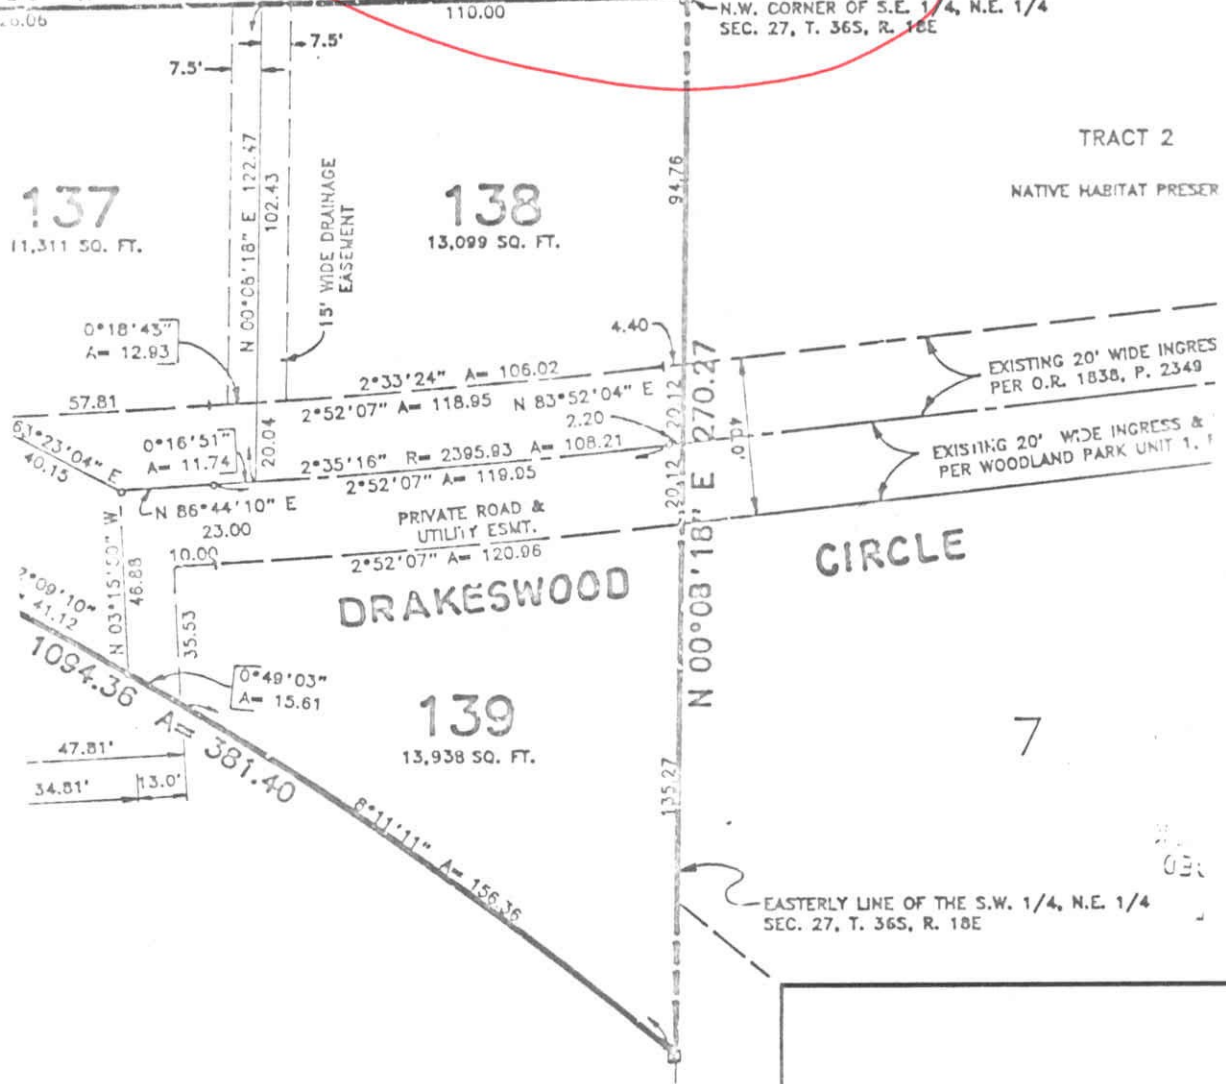 110.00
N.W. CORNER OF S.E. 1/4, N.E. 1/4
SEC. 27, T. 36S, R. 18E
7.5'
7.5'
TRACT 2
NATIVE HABITAT PRESER
137
11,311 SQ. FT.
N 00°08'18" E 122.47
102.43
15' WIDE DRAINAGE
EASEMENT
138
13,099 SQ. FT.
94.76
0°18'43"
A= 12.93
4.40
57.81
2°33'24" A= 106.02
2°52'07" A= 118.95
N 83°52'04" E
2.20
20.12
20.12
40.0'
EXISTING 20' WIDE INGRES
PER O.R. 1838, P. 2349
EXISTING 20' WIDE INGRESS &
PER WOODLAND PARK UNIT 1,
63°23'04" E
40.15
0°16'51"
A= 11.74
20.04
2°35'16" R= 2395.93 A= 108.21
2°52'07" A= 119.05
N 86°44'10" E
23.00
PRIVATE ROAD &
UTILITY ESMT.
10.00
2°52'07" A= 120.96
DRAKESWOOD
CIRCLE
N 00°08'18" E 270.27
N 03°15'50" W
46.88
35.53
2°09'10"
41.12
1094.36 A= 381.40
0°49'03"
A= 15.61
139
13,938 SQ. FT.
7
47.81'
34.81'
13.0'
135.27
8°11'11" A= 156.36
EASTERLY LINE OF THE S.W. 1/4, N.E. 1/4
SEC. 27, T. 36S, R. 18E